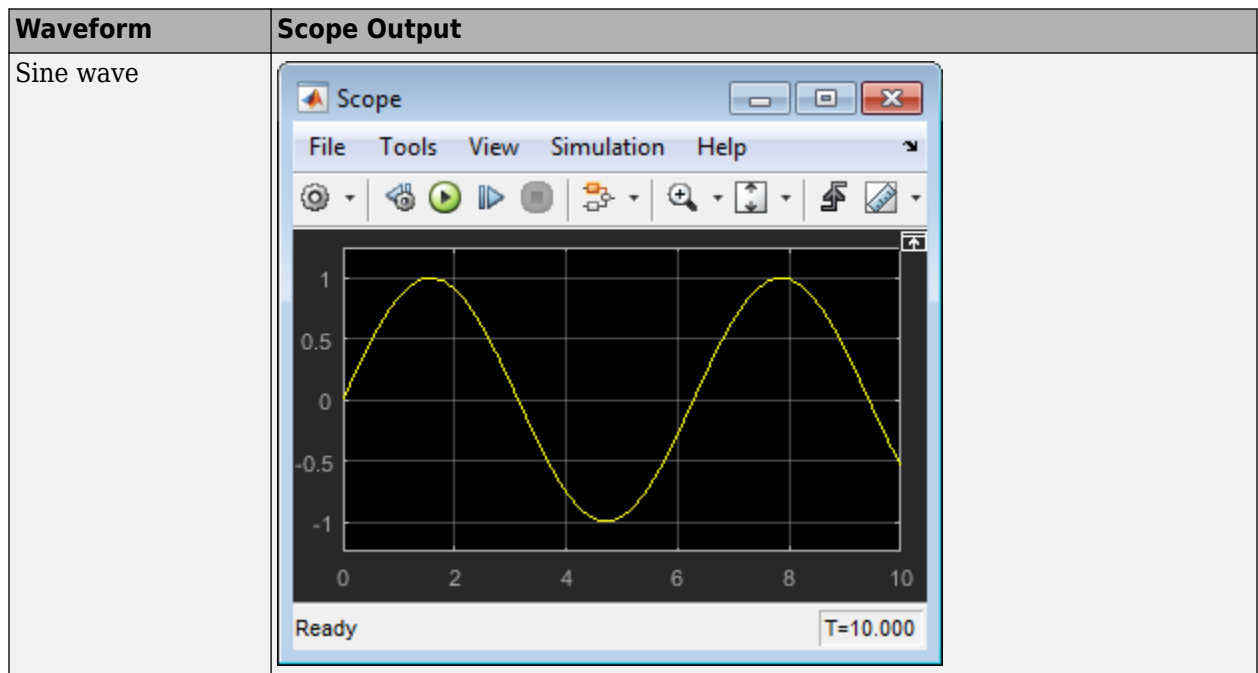 Waveform Scope Output
Sine wave
Scope
File Tools View Simulation Help
1
0.5
0
-0.5
-1
0 2 4 6 8 10
Ready T=10.000